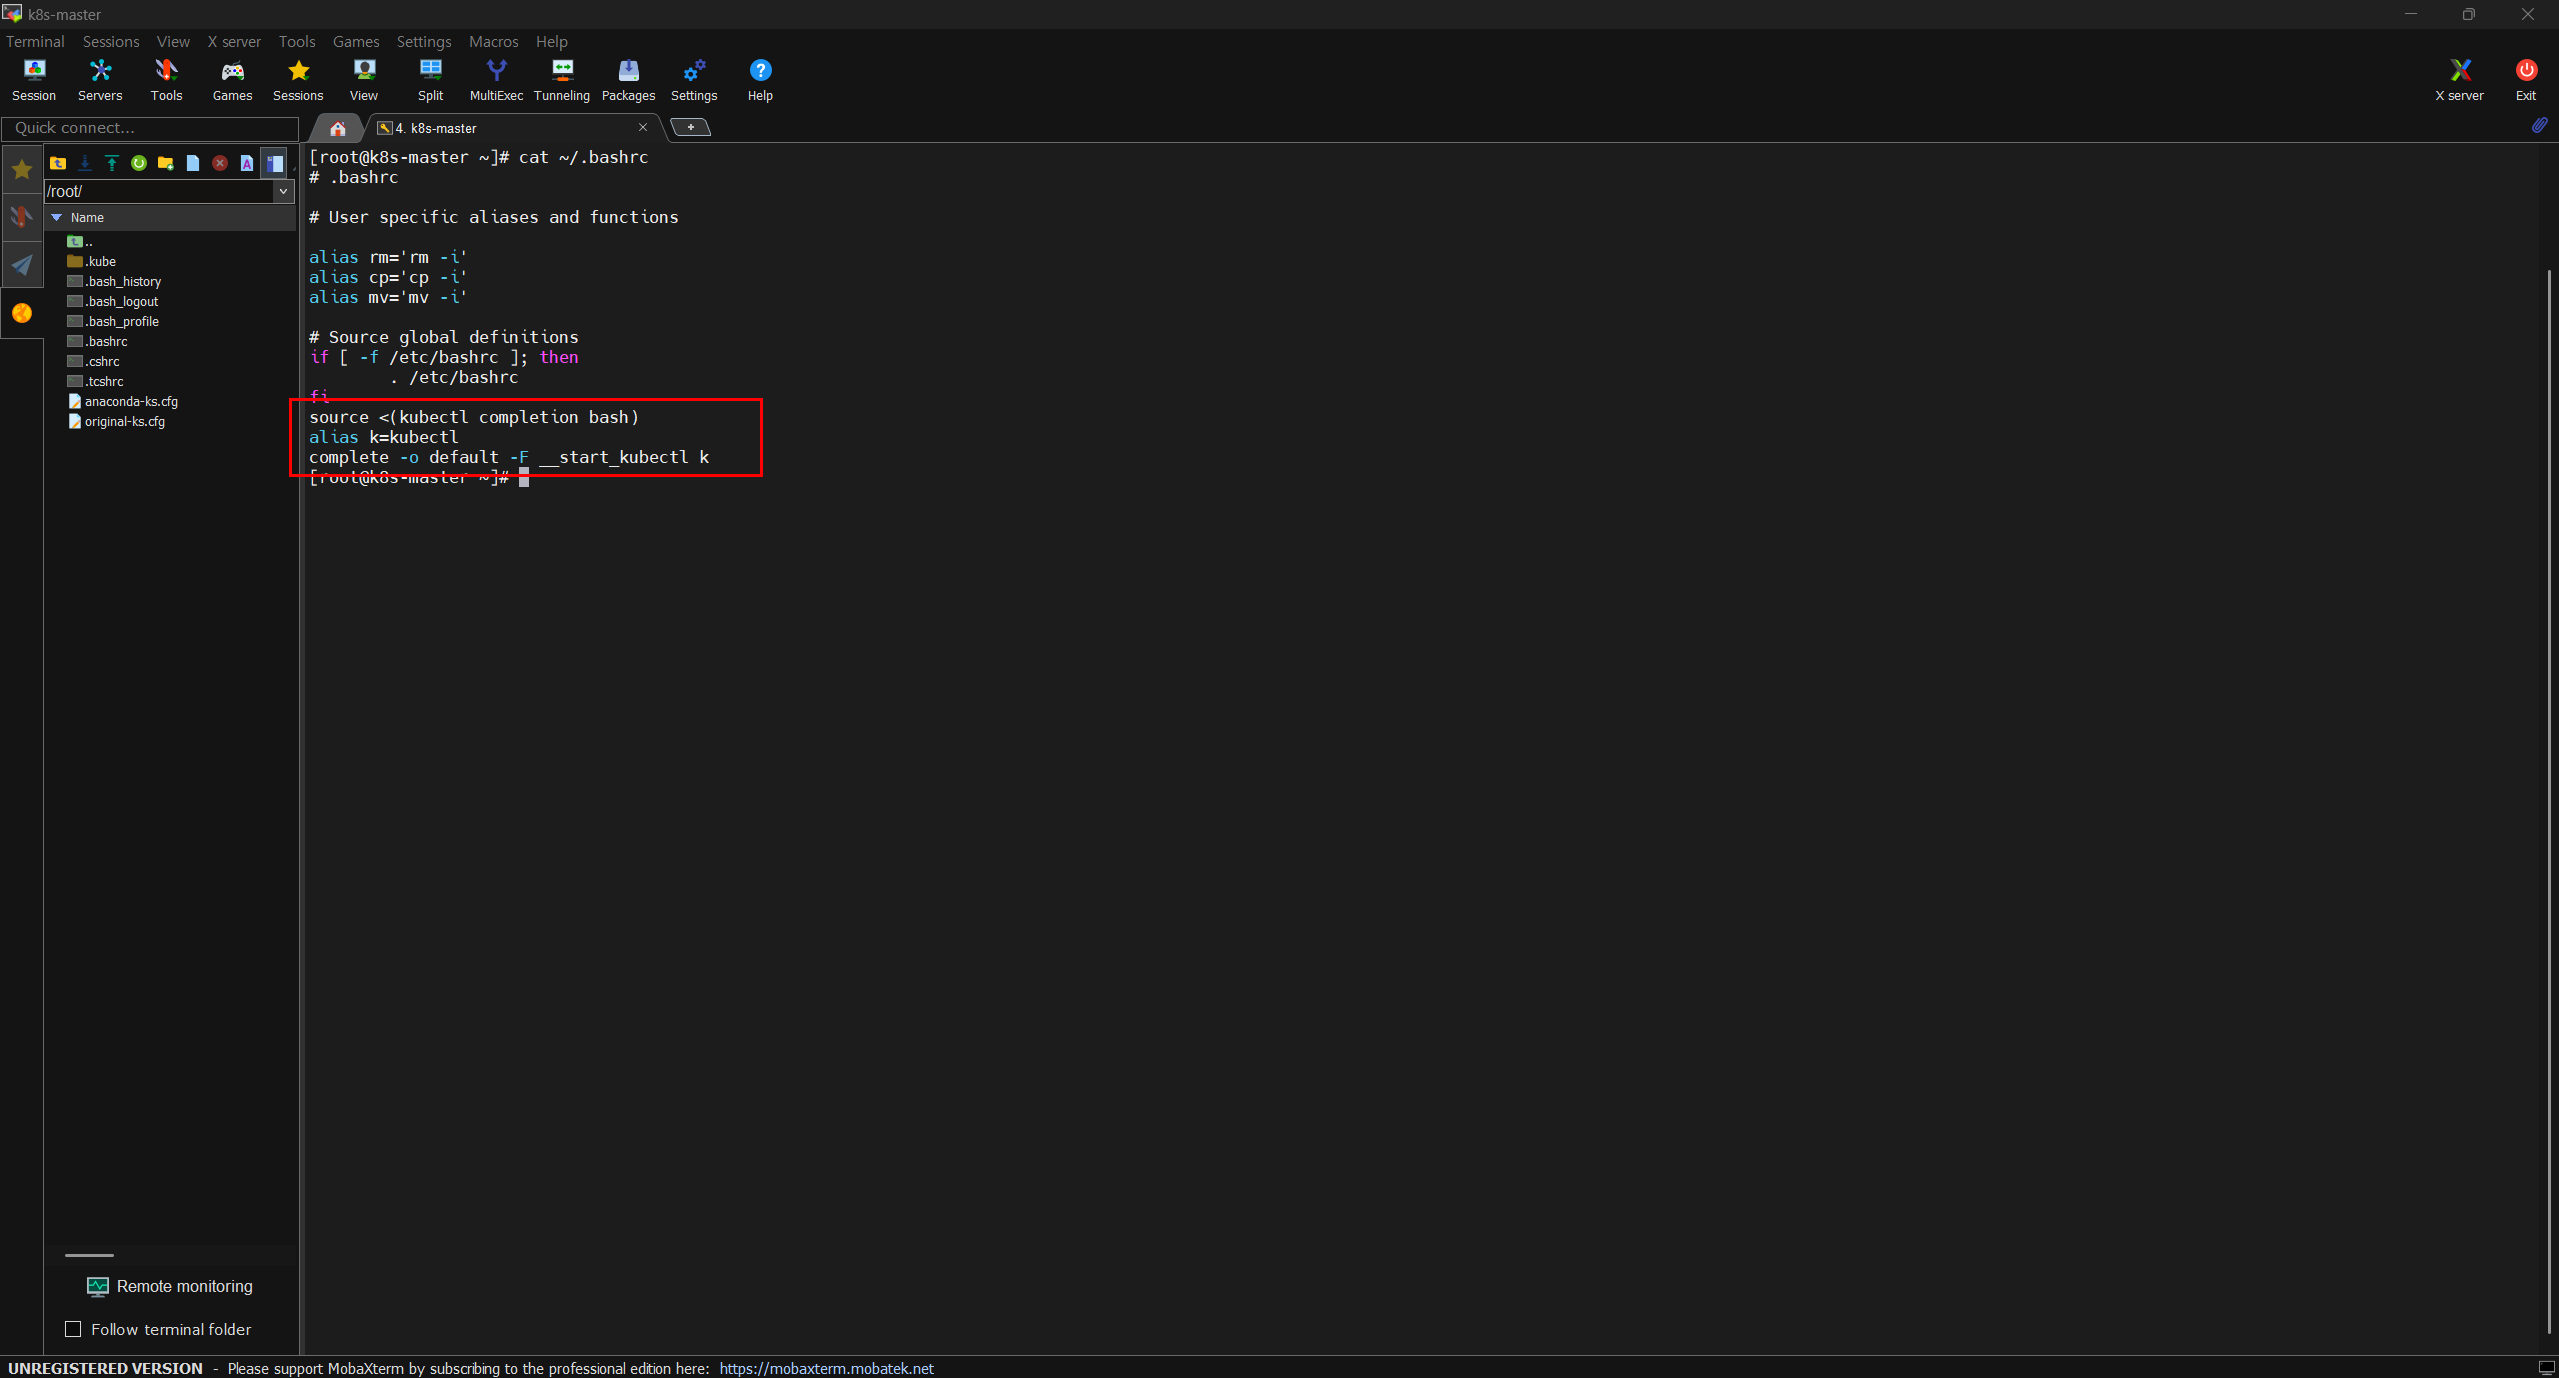 k8s-master
Terminal Sessions View X server Tools Games Settings Macros Help
Session Servers Tools Games Sessions View Split MultiExec Tunneling Packages Settings Help X server Exit
Quick connect...
4. k8s-master
/root/
Name
..
.kube
.bash_history
.bash_logout
.bash_profile
.bashrc
.cshrc
.tcshrc
anaconda-ks.cfg
original-ks.cfg
[root@k8s-master ~]# cat ~/.bashrc
# .bashrc
# User specific aliases and functions
alias rm='rm -i'
alias cp='cp -i'
alias mv='mv -i'
# Source global definitions
if [ -f /etc/bashrc ]; then
. /etc/bashrc
fi
source <(kubectl completion bash)
alias k=kubectl
complete -o default -F __start_kubectl k
[root@k8s-master ~]#
Remote monitoring
Follow terminal folder
UNREGISTERED VERSION - Please support MobaXterm by subscribing to the professional edition here: https://mobaxterm.mobatek.net